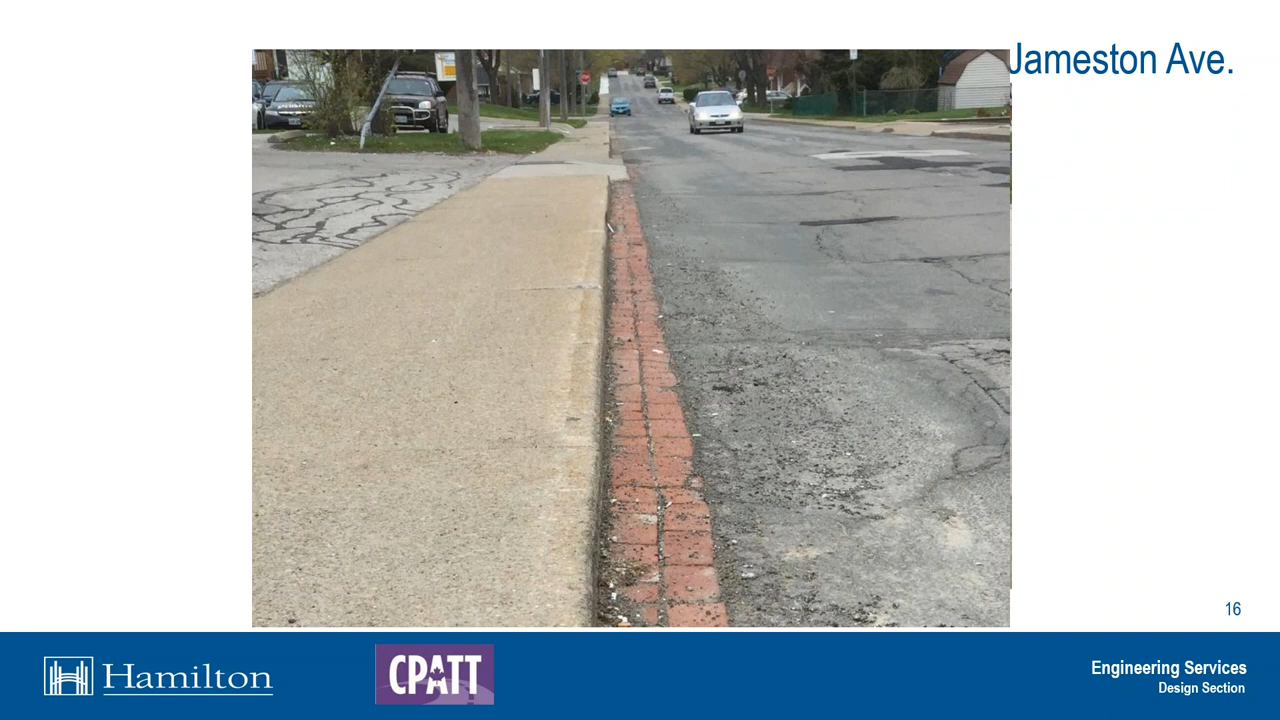 Jameston Ave.
16
Hamilton
CPATT
Engineering Services
Design Section